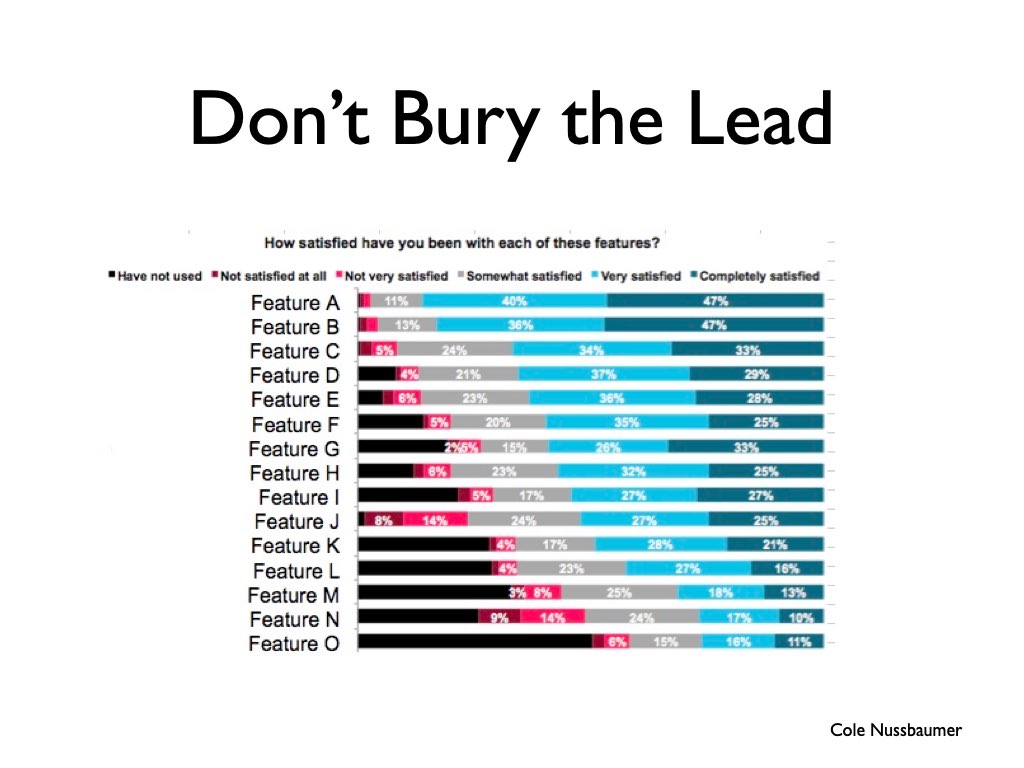 Don't Bury the Lead
How satisfied have you been with each of these features?
Have not used Not satisfied at all Not very satisfied Somewhat satisfied Very satisfied Completely satisfied
Feature A 11% 40% 47%
Feature B 13% 36% 47%
Feature C 5% 24% 34% 33%
Feature D 4% 21% 37% 29%
Feature E 6% 23% 36% 28%
Feature F 5% 20% 35% 25%
Feature G 2% 5% 15% 26% 33%
Feature H 6% 23% 32% 25%
Feature I 5% 17% 27% 27%
Feature J 8% 14% 24% 27% 25%
Feature K 4% 17% 28% 21%
Feature L 4% 23% 27% 16%
Feature M 3% 8% 25% 18% 13%
Feature N 9% 14% 24% 17% 10%
Feature O 6% 15% 16% 11%
Cole Nussbaumer